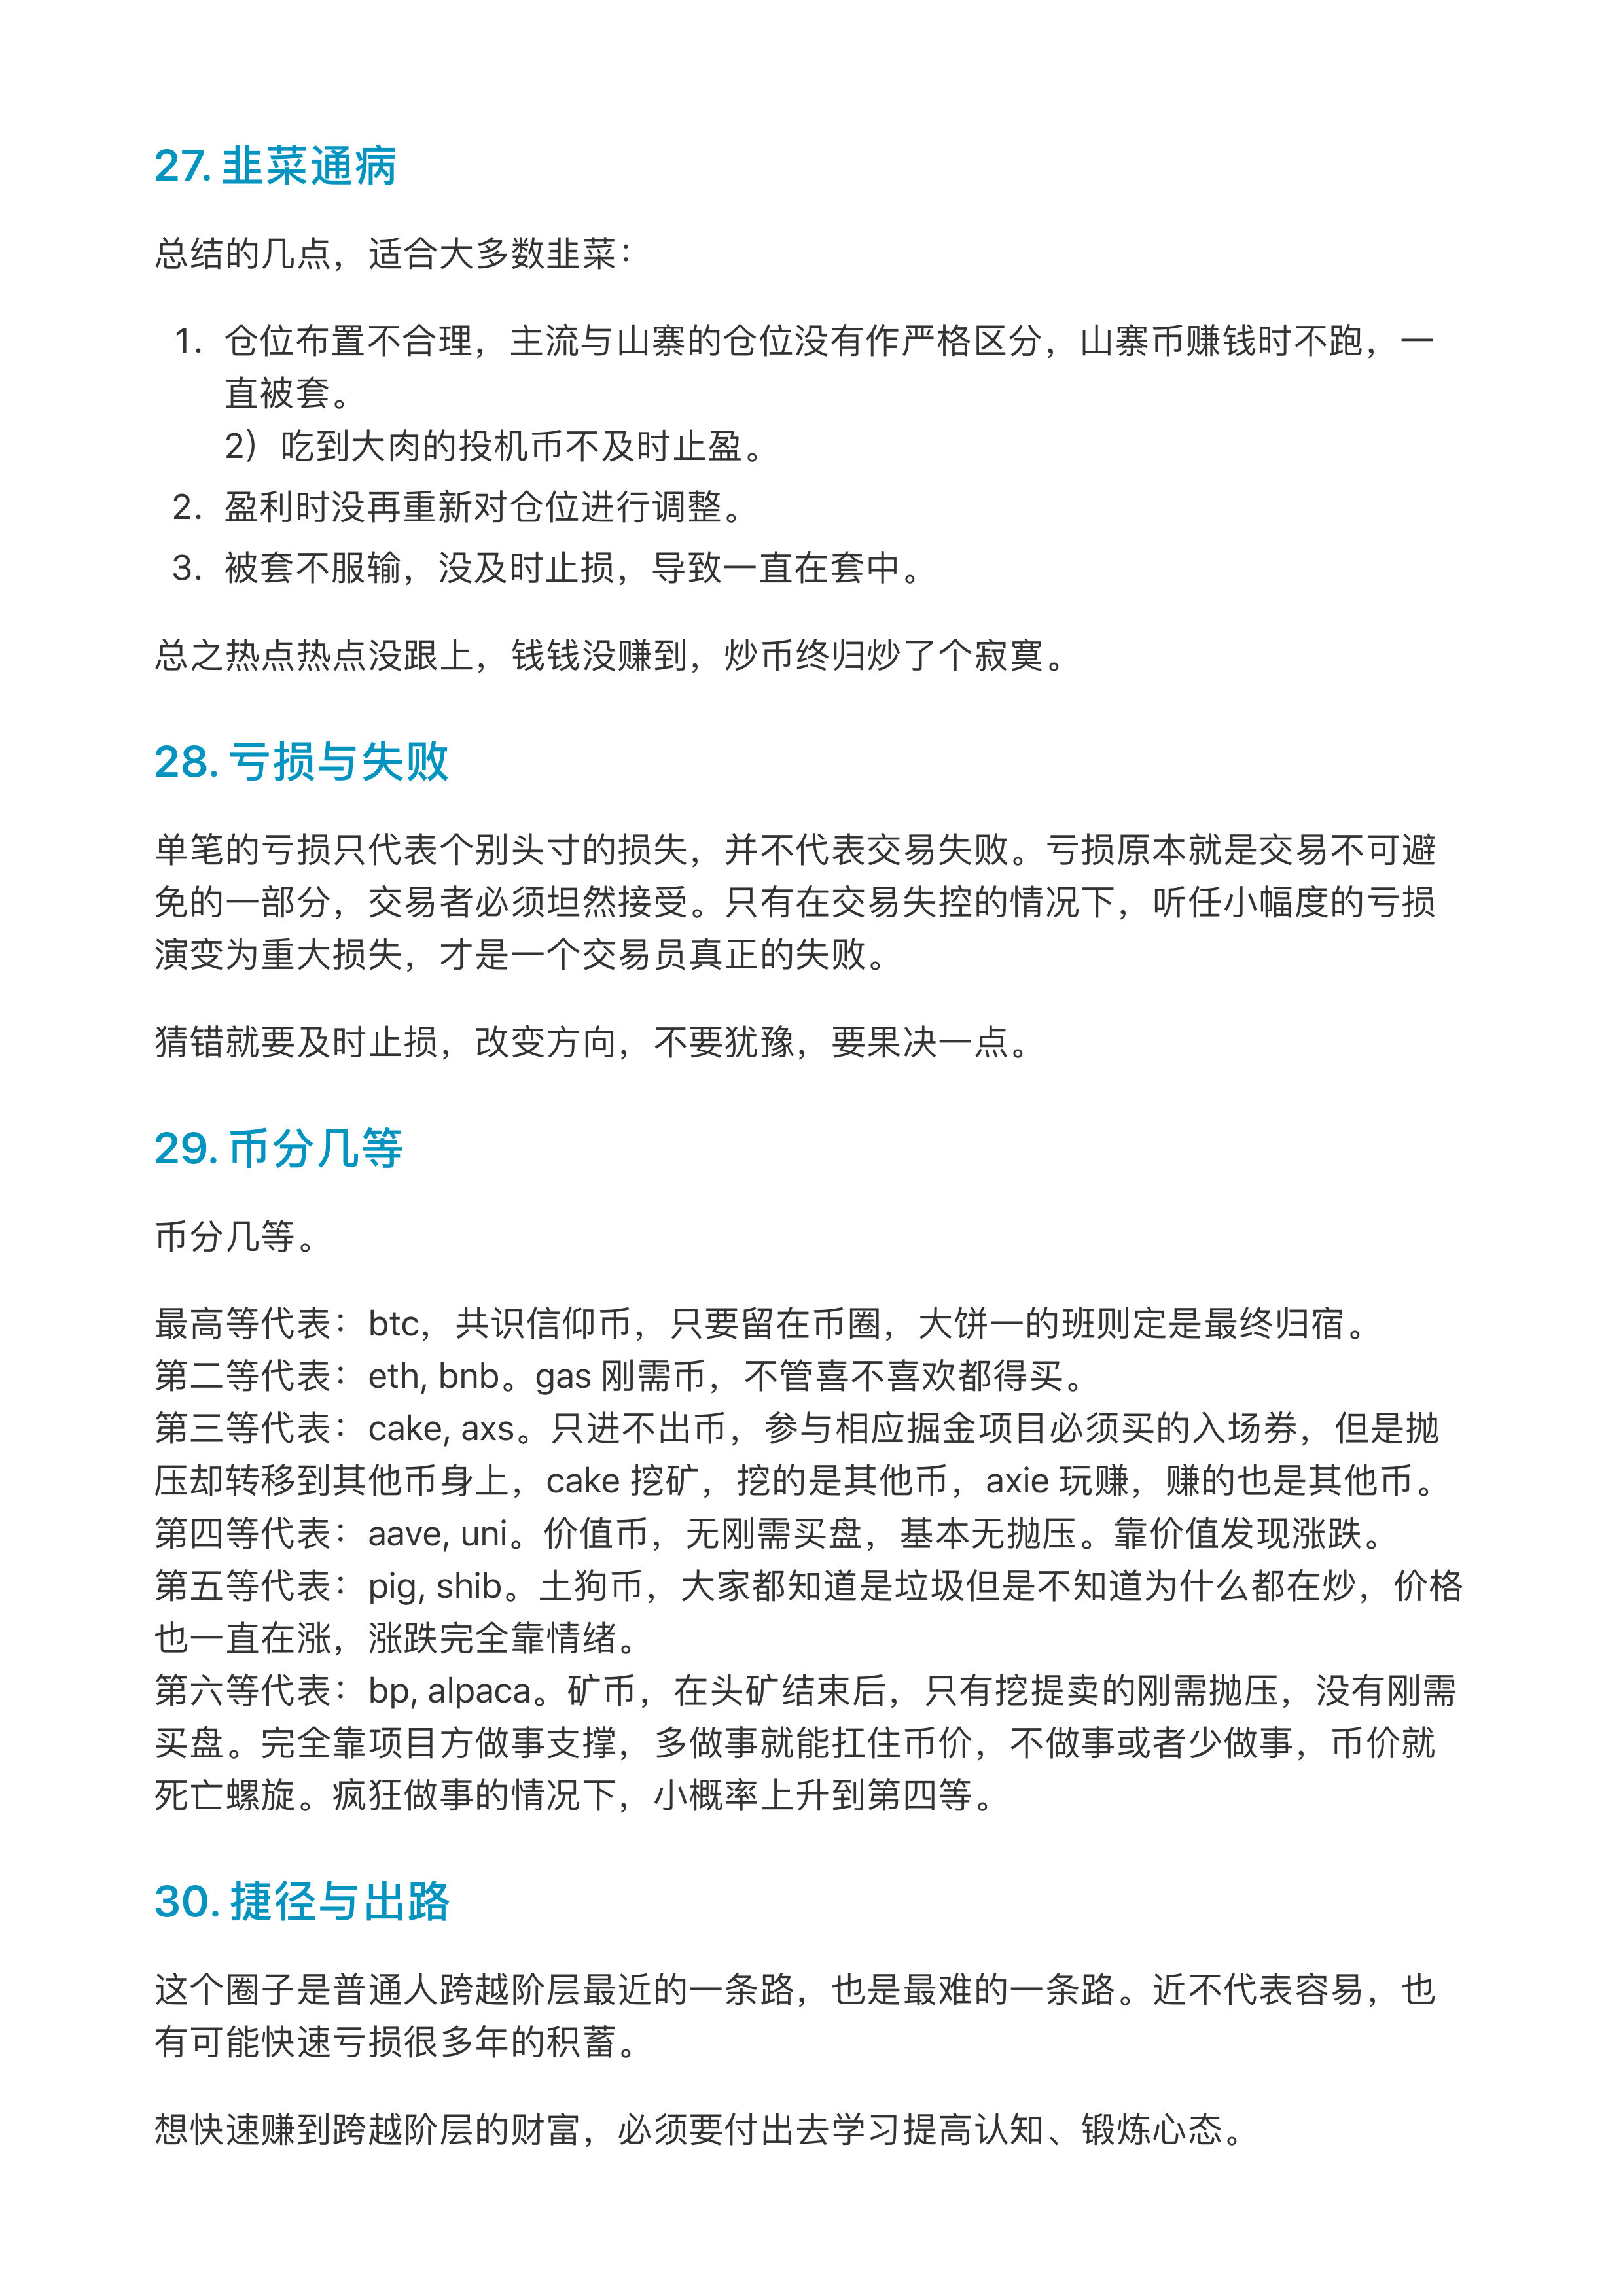 27. 韭菜通病
总结的几点，适合大多数韭菜：
1. 仓位布置不合理，主流与山寨的仓位没有作严格区分，山寨币赚钱时不跑，一
直被套。
2）吃到大肉的投机币不及时止盈。
2. 盈利时没再重新对仓位进行调整。
3. 被套不服输，没及时止损，导致一直在套中。
总之热点热点没跟上，钱钱没赚到，炒币终归炒了个寂寞。
28. 亏损与失败
单笔的亏损只代表个别头寸的损失，并不代表交易失败。亏损原本就是交易不可避
免的一部分，交易者必须坦然接受。只有在交易失控的情况下，听任小幅度的亏损
演变为重大损失，才是一个交易员真正的失败。
猜错就要及时止损，改变方向，不要犹豫，要果决一点。
29. 币分几等
币分几等。
最高等代表：btc，共识信仰币，只要留在币圈，大饼一的班则定是最终归宿。
第二等代表：eth, bnb。gas 刚需币，不管喜不喜欢都得买。
第三等代表：cake, axs。只进不出币，参与相应掘金项目必须买的入场券，但是抛
压却转移到其他币身上，cake 挖矿，挖的是其他币，axie 玩赚，赚的也是其他币。
第四等代表：aave, uni。价值币，无刚需买盘，基本无抛压。靠价值发现涨跌。
第五等代表：pig, shib。土狗币，大家都知道是垃圾但是不知道为什么都在炒，价格
也一直在涨，涨跌完全靠情绪。
第六等代表：bp, alpaca。矿币，在头矿结束后，只有挖提卖的刚需抛压，没有刚需
买盘。完全靠项目方做事支撑，多做事就能扛住币价，不做事或者少做事，币价就
死亡螺旋。疯狂做事的情况下，小概率上升到第四等。
30. 捷径与出路
这个圈子是普通人跨越阶层最近的一条路，也是最难的一条路。近不代表容易，也
有可能快速亏损很多年的积蓄。
想快速赚到跨越阶层的财富，必须要付出去学习提高认知、锻炼心态。